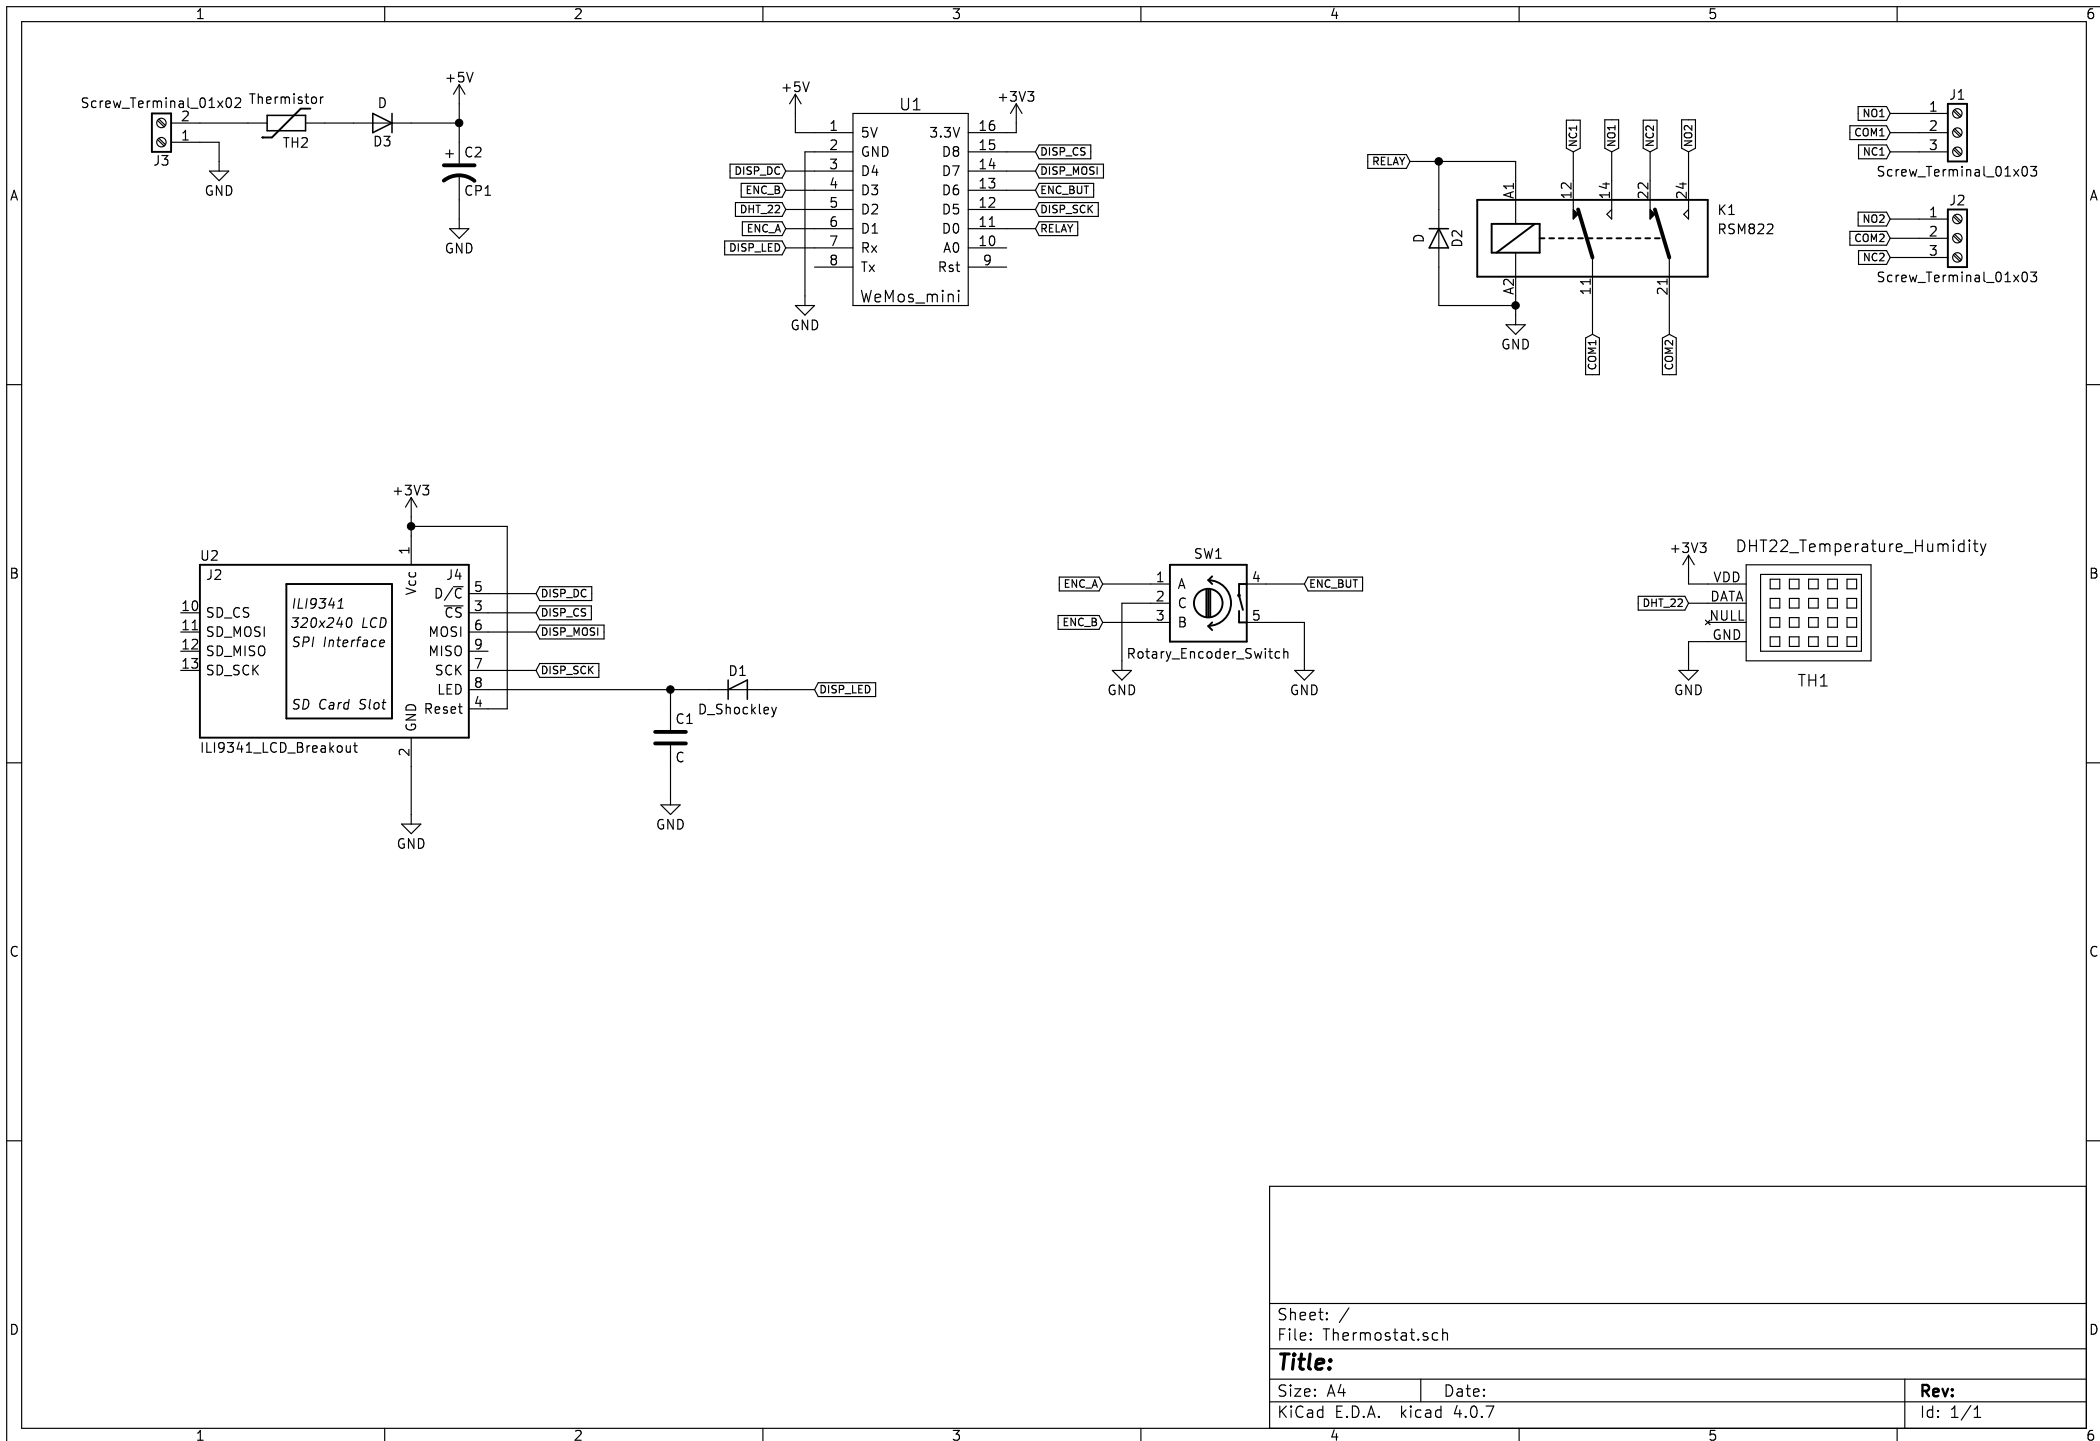 1 2 3 4 5 6
A
B
C
D
Screw_Terminal_01x02
2
1
J3
GND
Thermistor
TH2
D
D3
+5V
+ C2
CP1
GND
+5V
U1
+3V3
1 5V
2 GND
DISP_DC 3 D4
ENC_B 4 D3
DHT_22 5 D2
ENC_A 6 D1
DISP_LED 7 Rx
8 Tx
3.3V 16
D8 15 DISP_CS
D7 14 DISP_MOSI
D6 13 ENC_BUT
D5 12 DISP_SCK
D0 11 RELAY
A0 10
Rst 9
WeMos_mini
GND
RELAY
D
D2
A1
A2
NC1
NO1
NC2
NO2
12
14
22
24
11
21
COM1
COM2
K1
RSM822
GND
J1
NO1 1
COM1 2
NC1 3
Screw_Terminal_01x03
J2
NO2 1
COM2 2
NC2 3
Screw_Terminal_01x03
+3V3
1
Vcc
U2
J2
J4
ILI9341
320x240 LCD
SPI Interface
SD Card Slot
10 SD_CS
11 SD_MOSI
12 SD_MISO
13 SD_SCK
D/C 5 DISP_DC
CS 3 DISP_CS
MOSI 6 DISP_MOSI
MISO 9
SCK 7 DISP_SCK
LED 8
Reset 4
GND
2
ILI9341_LCD_Breakout
GND
D1
D_Shockley
DISP_LED
C1
C
GND
SW1
ENC_A 1 A
2 C
ENC_B 3 B
4 ENC_BUT
5
Rotary_Encoder_Switch
GND
GND
DHT22_Temperature_Humidity
+3V3
VDD
DHT_22 DATA
NULL
GND
GND
TH1
Sheet: /
File: Thermostat.sch
Title:
Size: A4 Date: Rev:
KiCad E.D.A. kicad 4.0.7 Id: 1/1
A
B
C
D
1 2 3 4 5 6